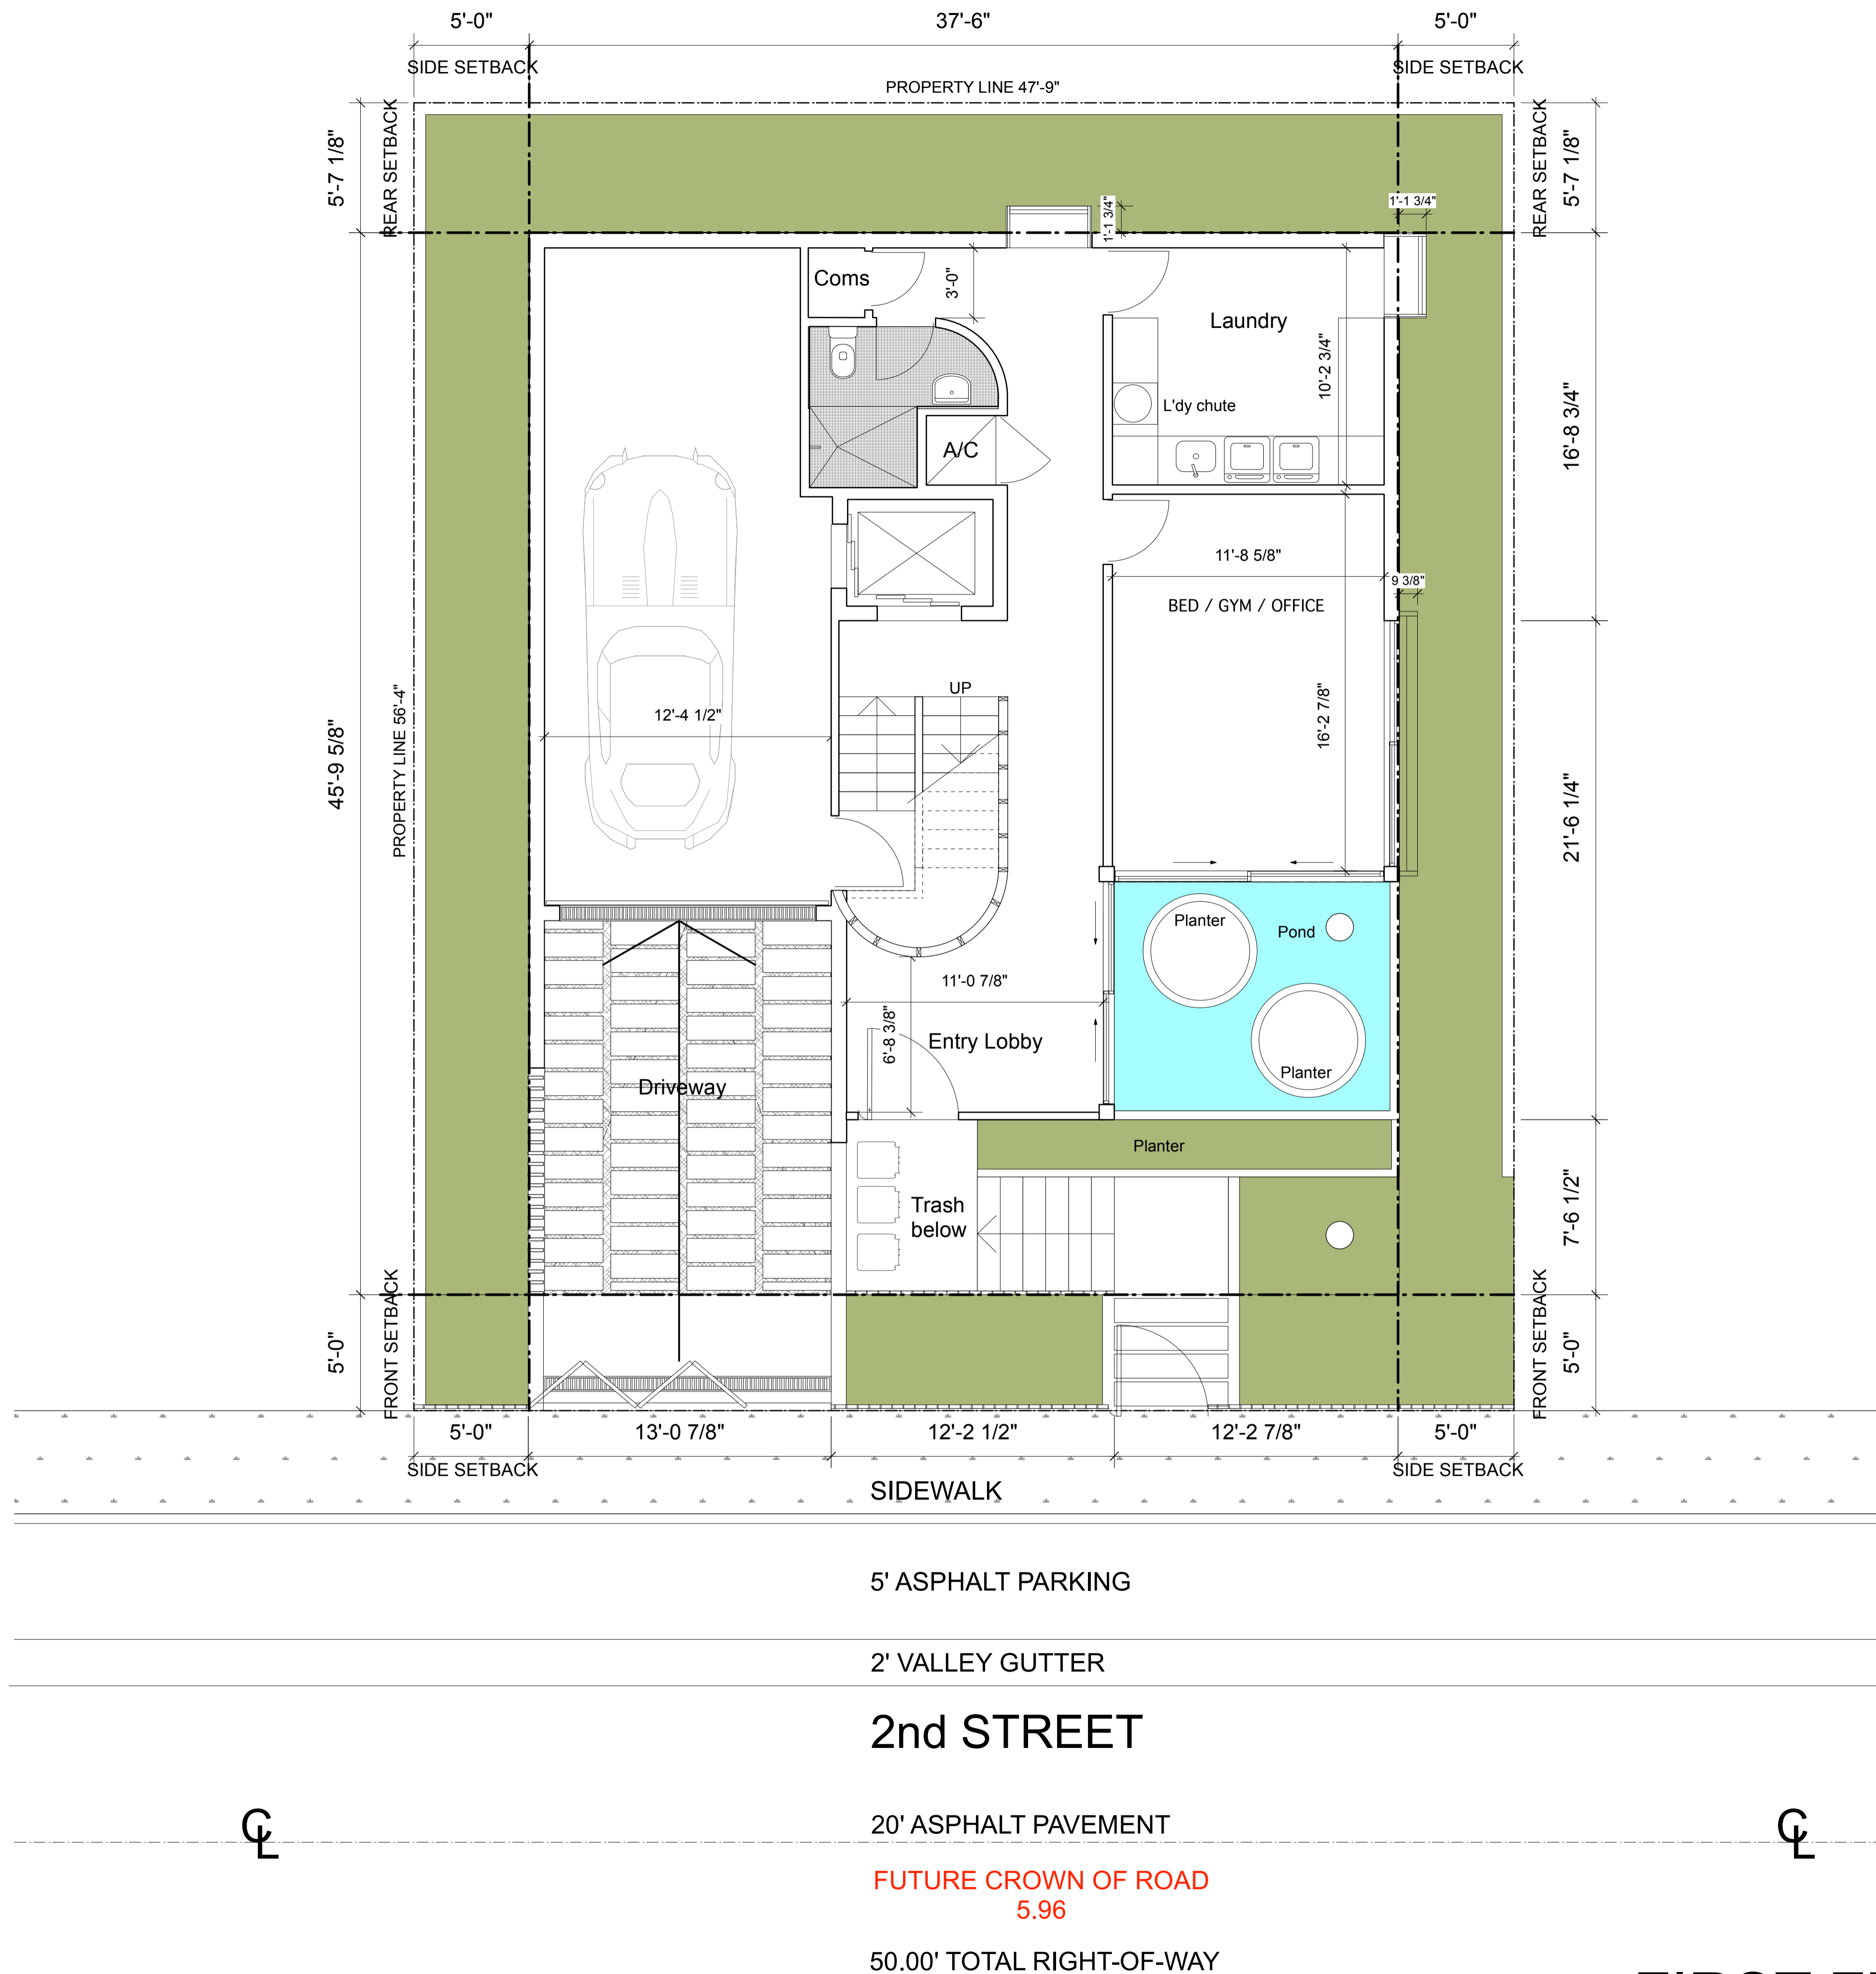 5'-0"
37'-6"
5'-0"
SIDE SETBACK
SIDE SETBACK
PROPERTY LINE 47'-9"
5'-7 1/8"
REAR SETBACK
REAR SETBACK
5'-7 1/8"
1'-1 3/4"
1'-1 3/4"
Coms
3'-0"
Laundry
10'-2 3/4"
L'dy chute
A/C
16'-8 3/4"
11'-8 5/8"
9 3/8"
BED / GYM / OFFICE
UP
12'-4 1/2"
16'-2 7/8"
45'-9 5/8"
PROPERTY LINE 56'-4"
21'-6 1/4"
Planter
Pond
11'-0 7/8"
6'-8 3/8"
Entry Lobby
Planter
Driveway
Planter
Trash
below
7'-6 1/2"
5'-0"
FRONT SETBACK
FRONT SETBACK
5'-0"
5'-0"
13'-0 7/8"
12'-2 1/2"
12'-2 7/8"
5'-0"
SIDE SETBACK
SIDE SETBACK
SIDEWALK
5' ASPHALT PARKING
2' VALLEY GUTTER
2nd STREET
CL
CL
20' ASPHALT PAVEMENT
FUTURE CROWN OF ROAD
5.96
50.00' TOTAL RIGHT-OF-WAY